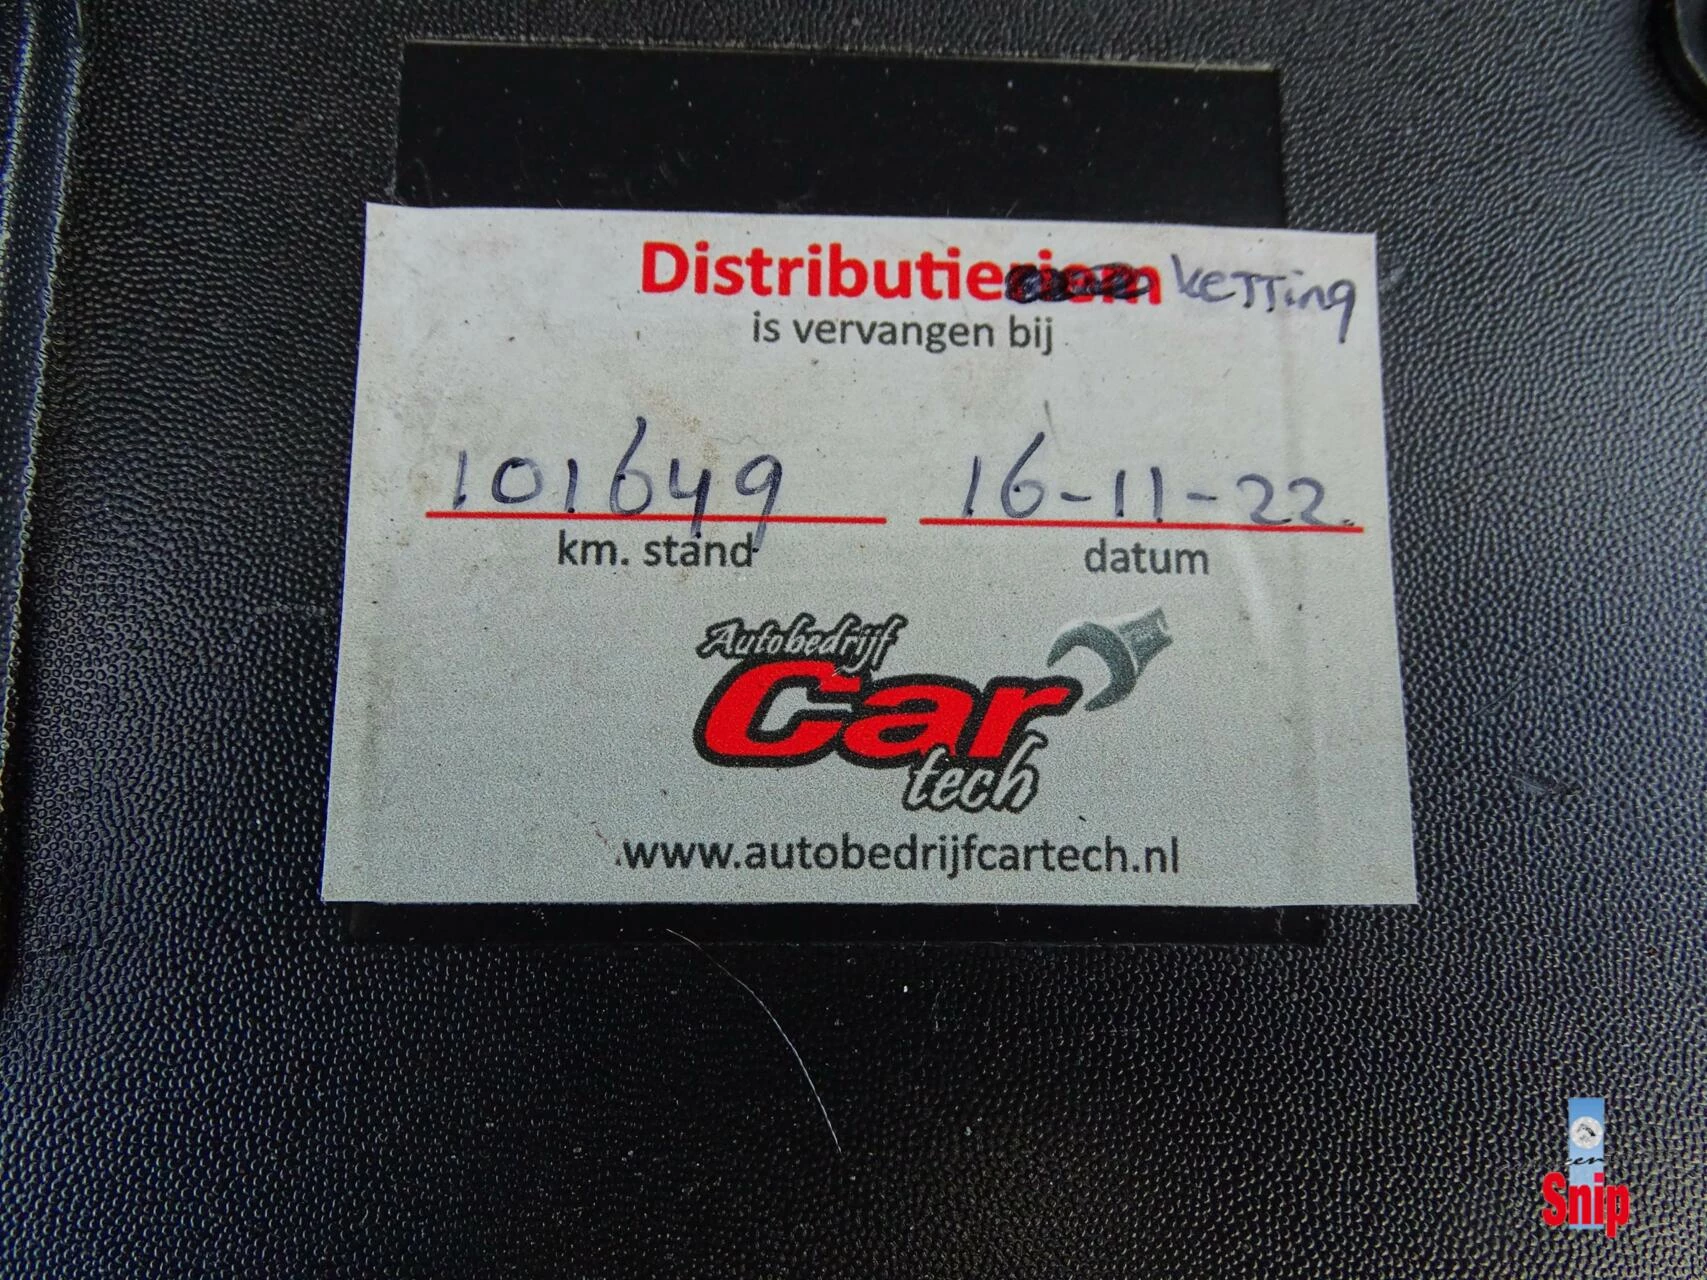 Distributieriem ketting
is vervangen bij
101649 16-11-22
km. stand datum
Autobedrijf
Car
tech
www.autobedrijfcartech.nl
Snip